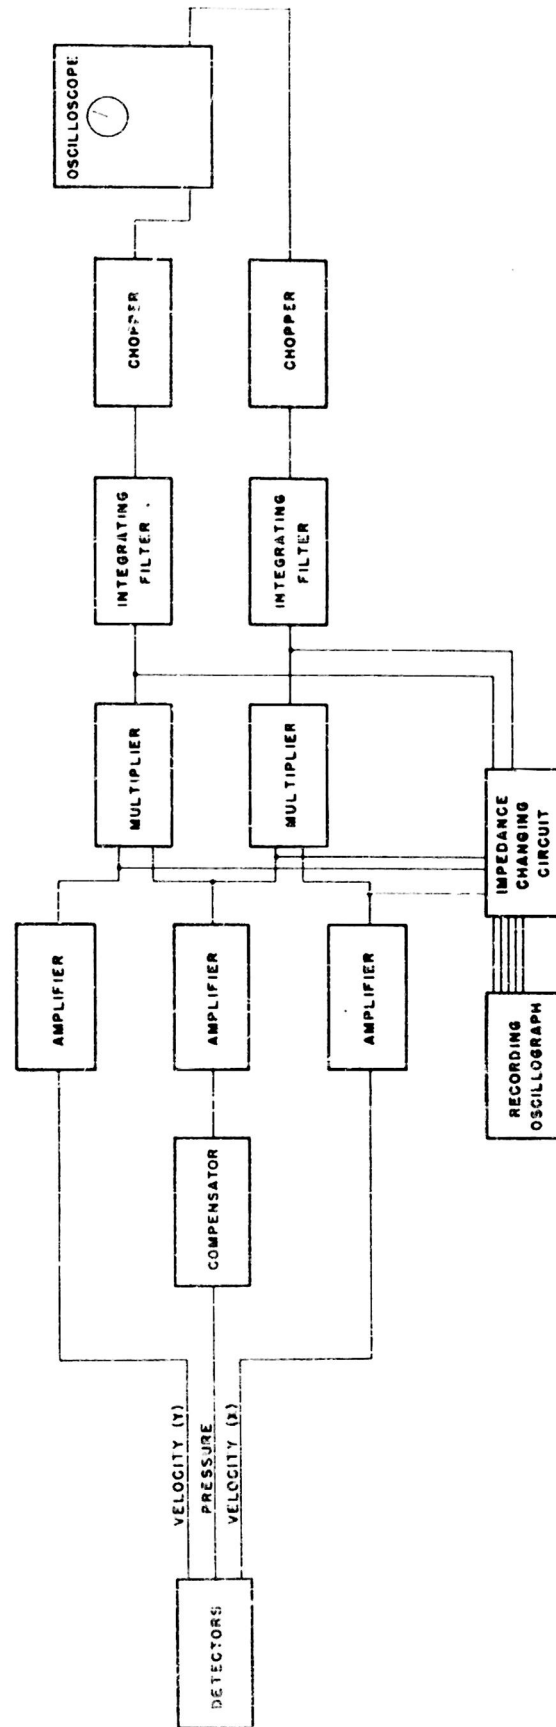 DETECTORS
VELOCITY (Y)
PRESSURE
VELOCITY (X)
COMPENSATOR
AMPLIFIER
AMPLIFIER
AMPLIFIER
MULTIPLIER
MULTIPLIER
INTEGRATING
FILTER
INTEGRATING
FILTER
CHOPPER
CHOPPER
OSCILLOSCOPE
RECORDING
OSCILLOGRAPH
IMPEDANCE
CHANGING
CIRCUIT